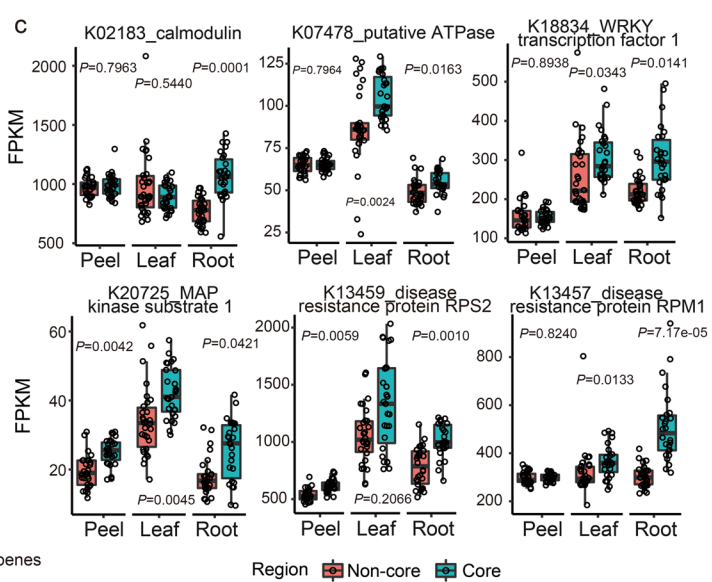 C
K02183_calmodulin
K07478_putative ATPase
K18834_WRKY
transcription factor 1
FPKM
2000
1500
1000
500
P=0.7963
P=0.5440
P=0.0001
Peel Leaf Root
125
100
75
50
25
P=0.7964
P=0.0163
P=0.0024
Peel Leaf Root
500
400
300
200
100
P=0.8938
P=0.0343
P=0.0141
Peel Leaf Root
K20725_MAP
kinase substrate 1
K13459_disease
resistance protein RPS2
K13457_disease
resistance protein RPM1
FPKM
60
40
20
P=0.0042
P=0.0421
P=0.0045
Peel Leaf Root
2000
1500
1000
500
P=0.0059
P=0.0010
P=0.2066
Peel Leaf Root
800
600
400
200
P=0.8240
P=7.17e-05
P=0.0133
Peel Leaf Root
Region Non-core Core